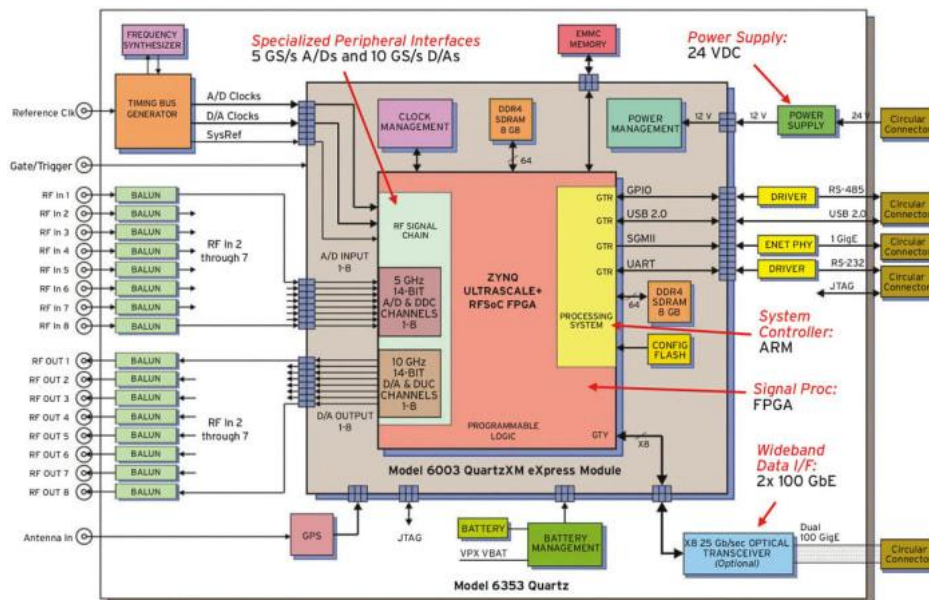 FREQUENCY
SYNTHESIZER
Specialized Peripheral Interfaces
5 GS/s A/Ds and 10 GS/s D/As
EMMC
MEMORY
Power Supply:
24 VDC
Reference Clk
TIMING BUS
GENERATOR
A/D Clocks
D/A Clocks
SysRef
CLOCK
MANAGEMENT
DDR4
SDRAM
8 GB
POWER
MANAGEMENT
12 V
12 V
POWER
SUPPLY
24 V
Circular
Connector
Gate/Trigger
64
RF In 1
BALUN
RF In 2
BALUN
RF In 3
BALUN
RF In 4
BALUN
RF In 5
BALUN
RF In 6
BALUN
RF In 7
BALUN
RF In 8
BALUN
RF In 2
through 7
A/D INPUT
1-8
RF SIGNAL
CHAIN
5 GHz
14-BIT
A/D & DDC
CHANNELS
1-8
ZYNQ
ULTRASCALE+
RFSoC FPGA
PROCESSING
SYSTEM
GTR
GTR
GTR
GTR
GPIO
USB 2.0
SGMII
UART
DRIVER
RS-485
USB 2.0
Circular
Connector
ENET PHY
1 GigE
Circular
Connector
DRIVER
RS-232
JTAG
Circular
Connector
64
DDR4
SDRAM
8 GB
CONFIG
FLASH
System
Controller:
ARM
Signal Proc:
FPGA
RF OUT 1
BALUN
RF OUT 2
BALUN
RF OUT 3
BALUN
RF OUT 4
BALUN
RF OUT 5
BALUN
RF OUT 6
BALUN
RF OUT 7
BALUN
RF OUT 8
BALUN
RF In 2
through 7
10 GHz
14-BIT
D/A & DUC
CHANNELS
1-8
D/A OUTPUT
1-8
PROGRAMMABLE
LOGIC
GTY
X8
Model 6003 QuartzXM eXpress Module
Wideband
Data I/F:
2x 100 GbE
Antenna In
GPS
JTAG
BATTERY
VPX VBAT
BATTERY
MANAGEMENT
X8 25 Gb/sec OPTICAL
TRANSCEIVER
(Optional)
Dual
100 GigE
Circular
Connector
Model 6353 Quartz